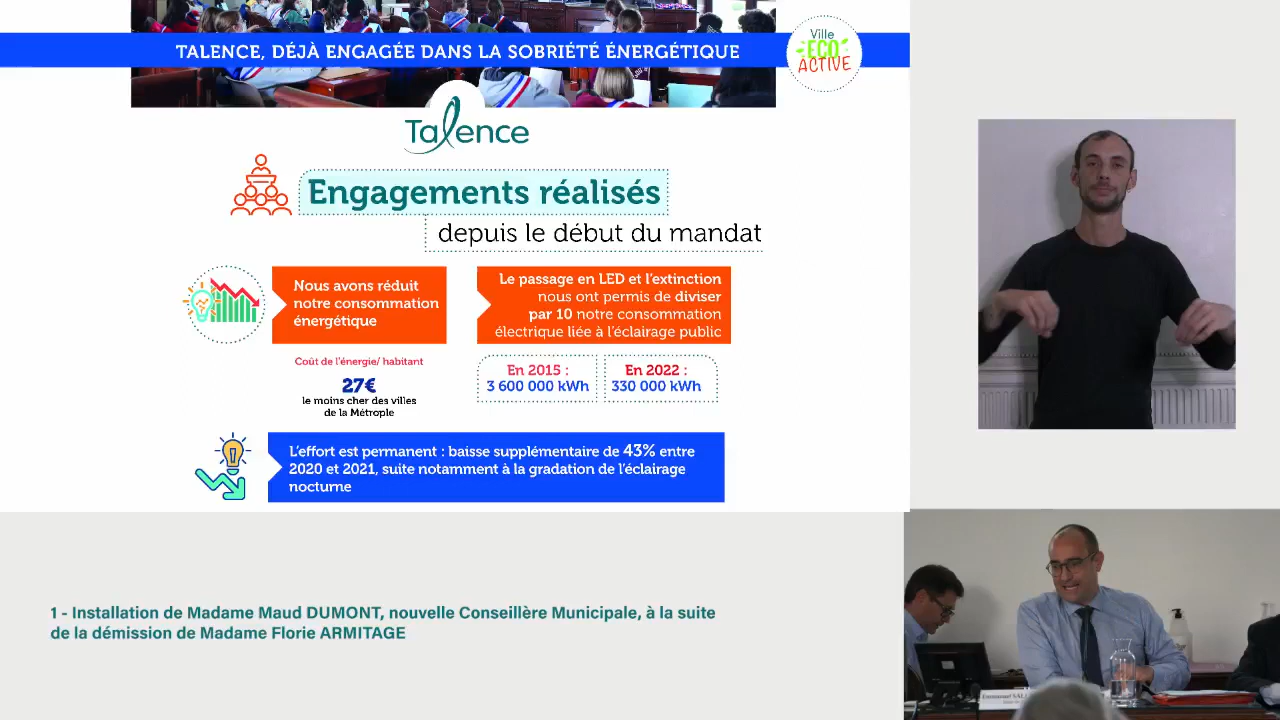 TALENCE, DÉJÀ ENGAGÉE DANS LA SOBRIÉTÉ ÉNERGÉTIQUE
Ville
ECO
ACTIVE
Talence
Engagements réalisés
depuis le début du mandat
Nous avons réduit
notre consommation
énergétique
Le passage en LED et l'extinction
nous ont permis de diviser
par 10 notre consommation
électrique liée à l'éclairage public
Coût de l'énergie/ habitant
27€
le moins cher des villes
de la Métrople
En 2015 :
3 600 000 kWh
En 2022 :
330 000 kWh
L'effort est permanent : baisse supplémentaire de 43% entre
2020 et 2021, suite notamment à la gradation de l'éclairage
nocturne
1 - Installation de Madame Maud DUMONT, nouvelle Conseillère Municipale, à la suite
de la démission de Madame Florie ARMITAGE
Emmanuel